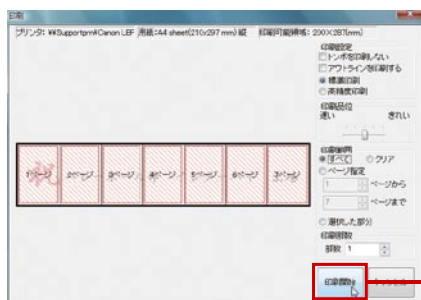 印刷
プリンタ: ¥¥Supportprn¥Canon LBP 用紙:A4 sheet(210x297 mm) 縦 印刷可能領域: 200×287(mm)
印刷設定
トンボを印刷しない
アウトラインを印刷する
標準印刷
高精度印刷
印刷品位
速い きれい
印刷範囲
すべて クリア
ページ指定
1 ページから
7 ページまで
選択した部分
印刷部数
部数 1
祝
1ページ 2ページ 3ページ 4ページ 5ページ 6ページ 7ページ
印刷開始 キャンセル